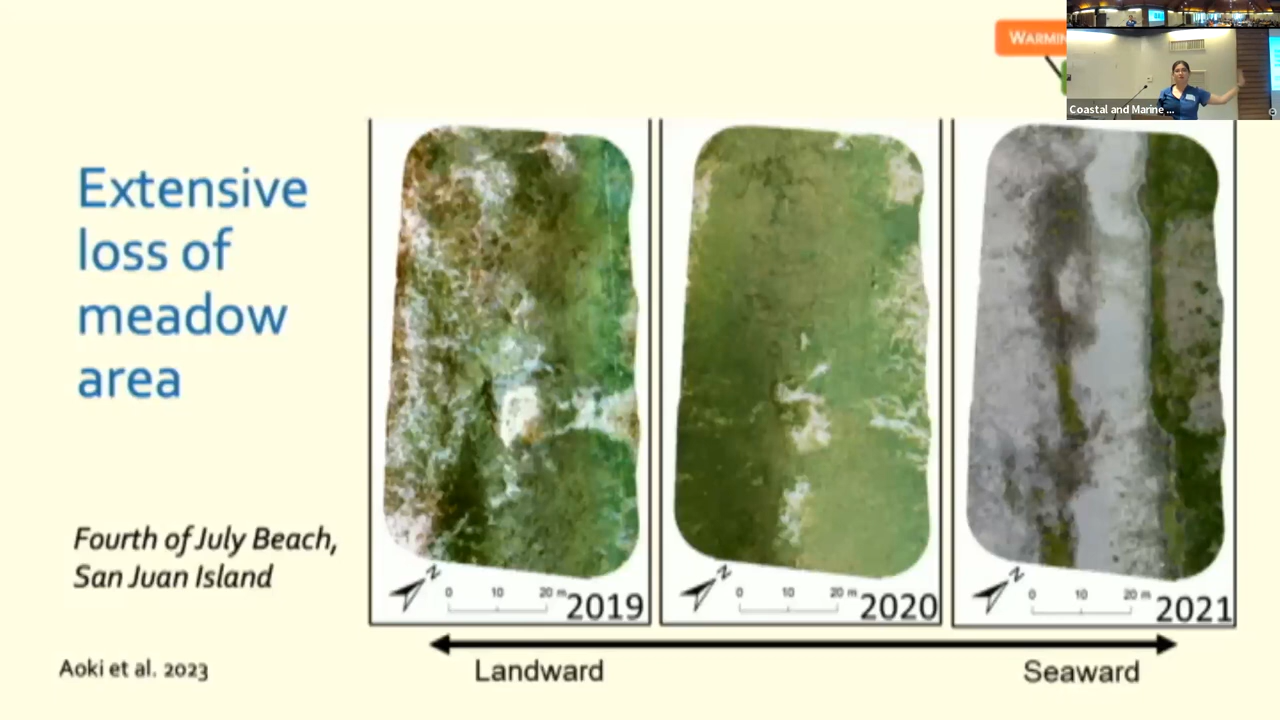 Coastal and Marine ...
Extensive
loss of
meadow
area
Fourth of July Beach,
San Juan Island
Aoki et al. 2023
N
0 10 20 m
2019
N
0 10 20 m
2020
N
0 10 20 m
2021
Landward
Seaward